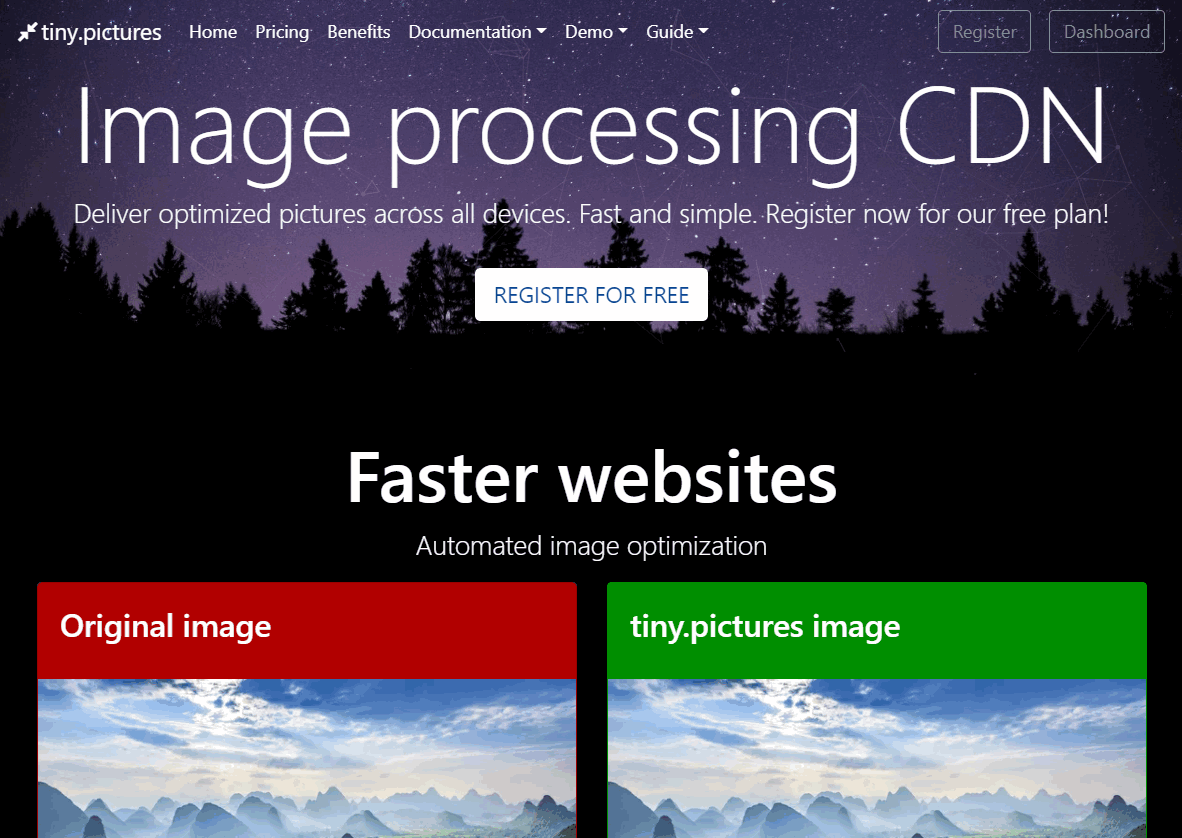 tiny.pictures Home Pricing Benefits Documentation Demo Guide Register Dashboard
Image processing CDN
Deliver optimized pictures across all devices. Fast and simple. Register now for our free plan!
REGISTER FOR FREE
Faster websites
Automated image optimization
Original image
tiny.pictures image